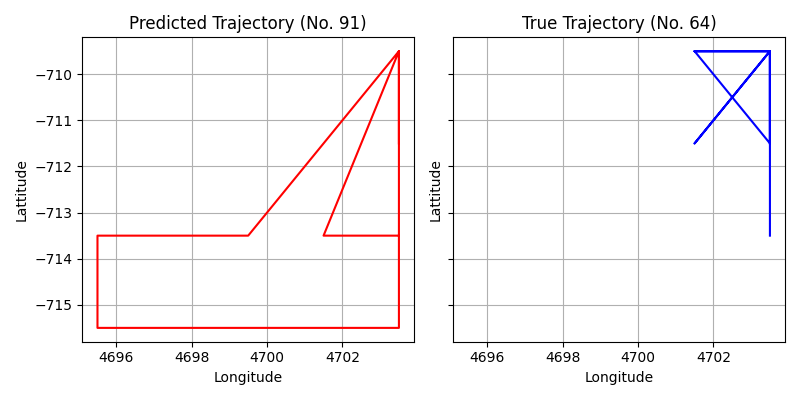 Predicted Trajectory (No. 91)
True Trajectory (No. 64)
−710
−711
−712
−713
−714
−715
Lattitude
Lattitude
4696 4698 4700 4702
4696 4698 4700 4702
Longitude
Longitude